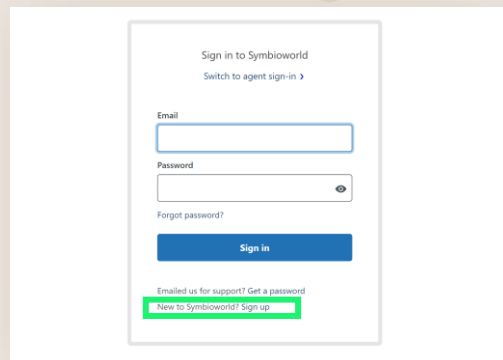 Sign in to Symbioworld
Switch to agent sign-in ›
Email
Password
Forgot password?
Sign in
Emailed us for support? Get a password
New to Symbioworld? Sign up